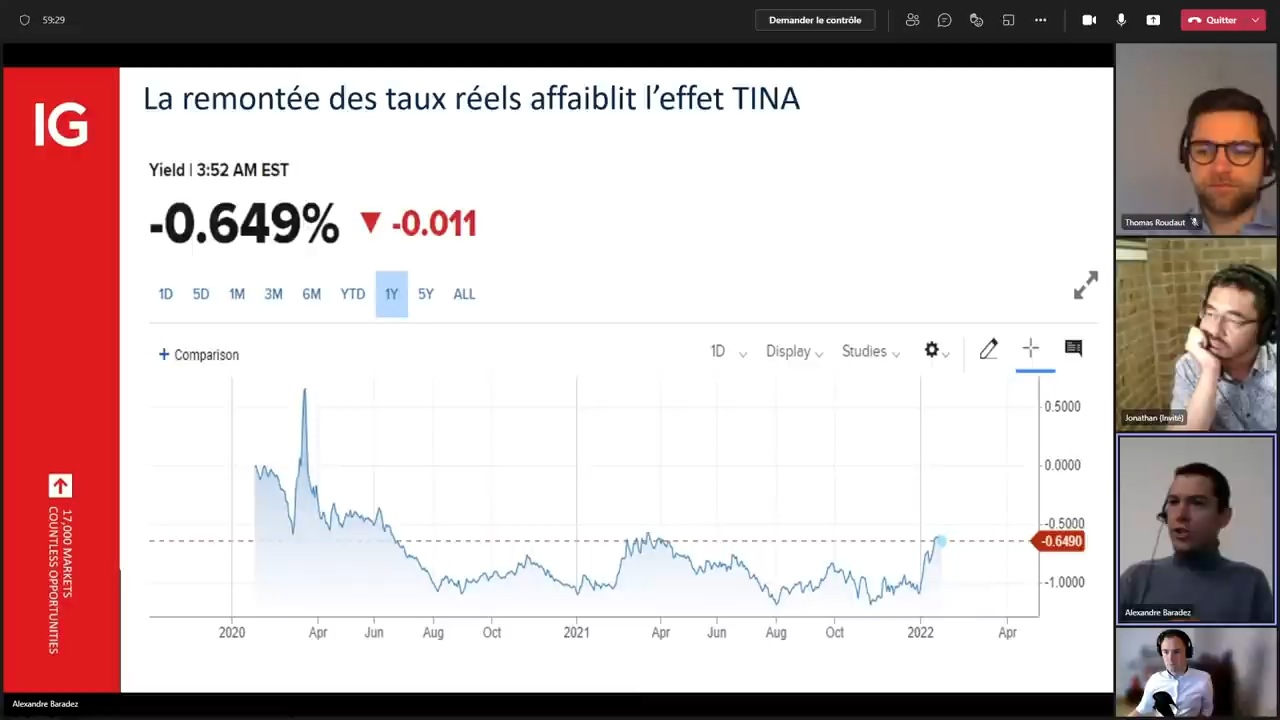 59:29
Demander le contrôle
Quitter
IG
La remontée des taux réels affaiblit l'effet TINA
Yield | 3:52 AM EST
-0.649% ▼ -0.011
1D 5D 1M 3M 6M YTD 1Y 5Y ALL
+ Comparison
1D Display Studies
0.5000
0.0000
-0.5000
-0.6490
-1.0000
2020 Apr Jun Aug Oct 2021 Apr Jun Aug Oct 2022 Apr
17,000 MARKETS
COUNTLESS OPPORTUNITIES
Thomas Roudaut
Jonathan (Invité)
Alexandre Baradez
Alexandre Baradez